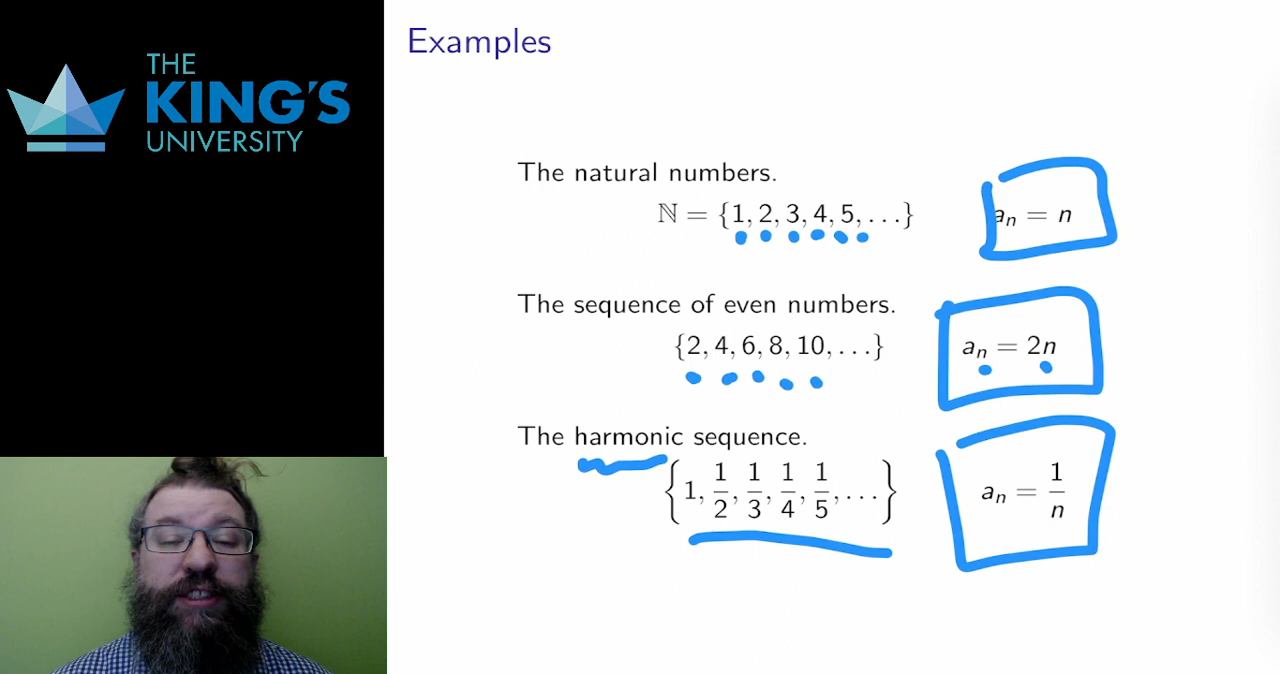 THE
KING'S
UNIVERSITY
Examples
The natural numbers.
ℕ = {1, 2, 3, 4, 5, . . .} aₙ = n
The sequence of even numbers.
{2, 4, 6, 8, 10, . . .} aₙ = 2n
The harmonic sequence.
{1, 1/2, 1/3, 1/4, 1/5, . . .} aₙ = 1/n